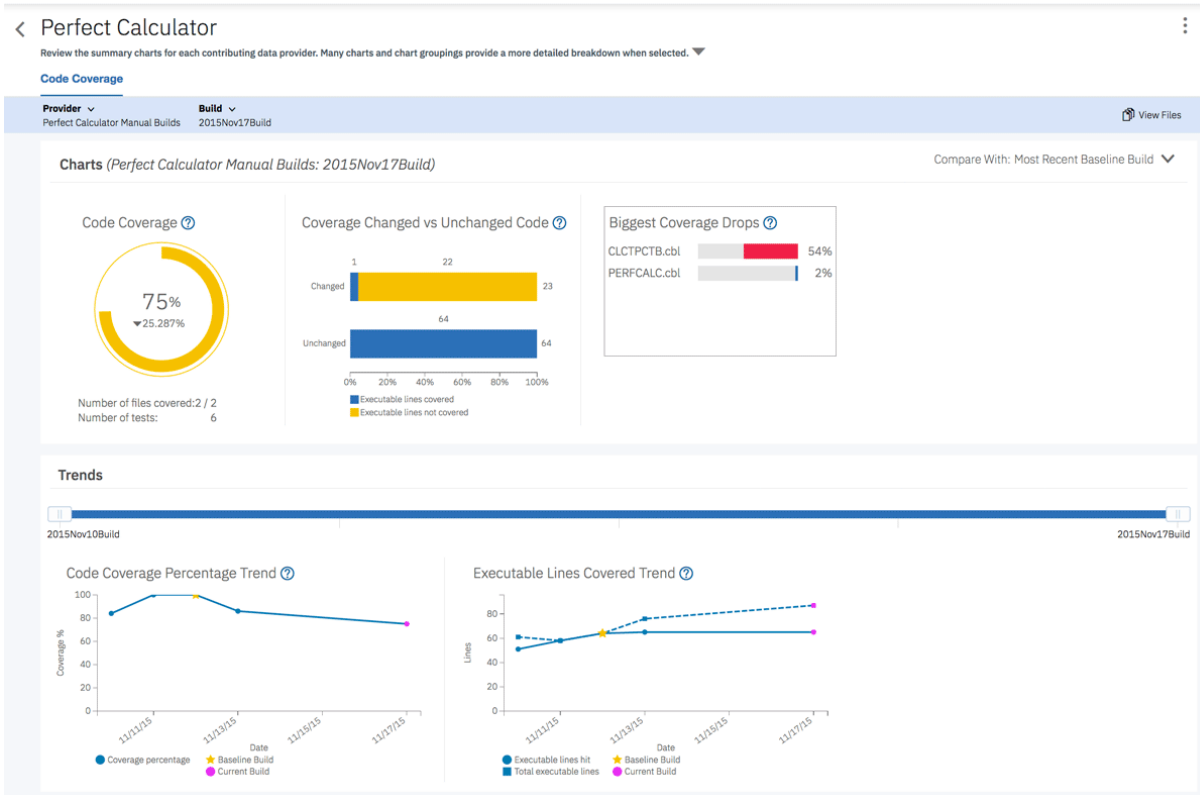 Perfect Calculator
Review the summary charts for each contributing data provider. Many charts and chart groupings provide a more detailed breakdown when selected.
Code Coverage
Provider
Perfect Calculator Manual Builds
Build
2015Nov17Build
View Files
Charts (Perfect Calculator Manual Builds: 2015Nov17Build)
Compare With: Most Recent Baseline Build
Code Coverage ?
75%
▼25.287%
Number of files covered:2 / 2
Number of tests: 6
Coverage Changed vs Unchanged Code ?
1 22
Changed 23
64
Unchanged 64
0% 20% 40% 60% 80% 100%
Executable lines covered
Executable lines not covered
Biggest Coverage Drops ?
CLCTPCTB.cbl 54%
PERFCALC.cbl 2%
Trends
2015Nov10Build 2015Nov17Build
Code Coverage Percentage Trend ?
Coverage %
100
80
60
40
20
0
11/11/15 11/13/15 11/15/15 11/17/15
Date
Coverage percentage Baseline Build
Current Build
Executable Lines Covered Trend ?
Lines
80
60
40
20
0
11/11/15 11/13/15 11/15/15 11/17/15
Date
Executable lines hit Baseline Build
Total executable lines Current Build